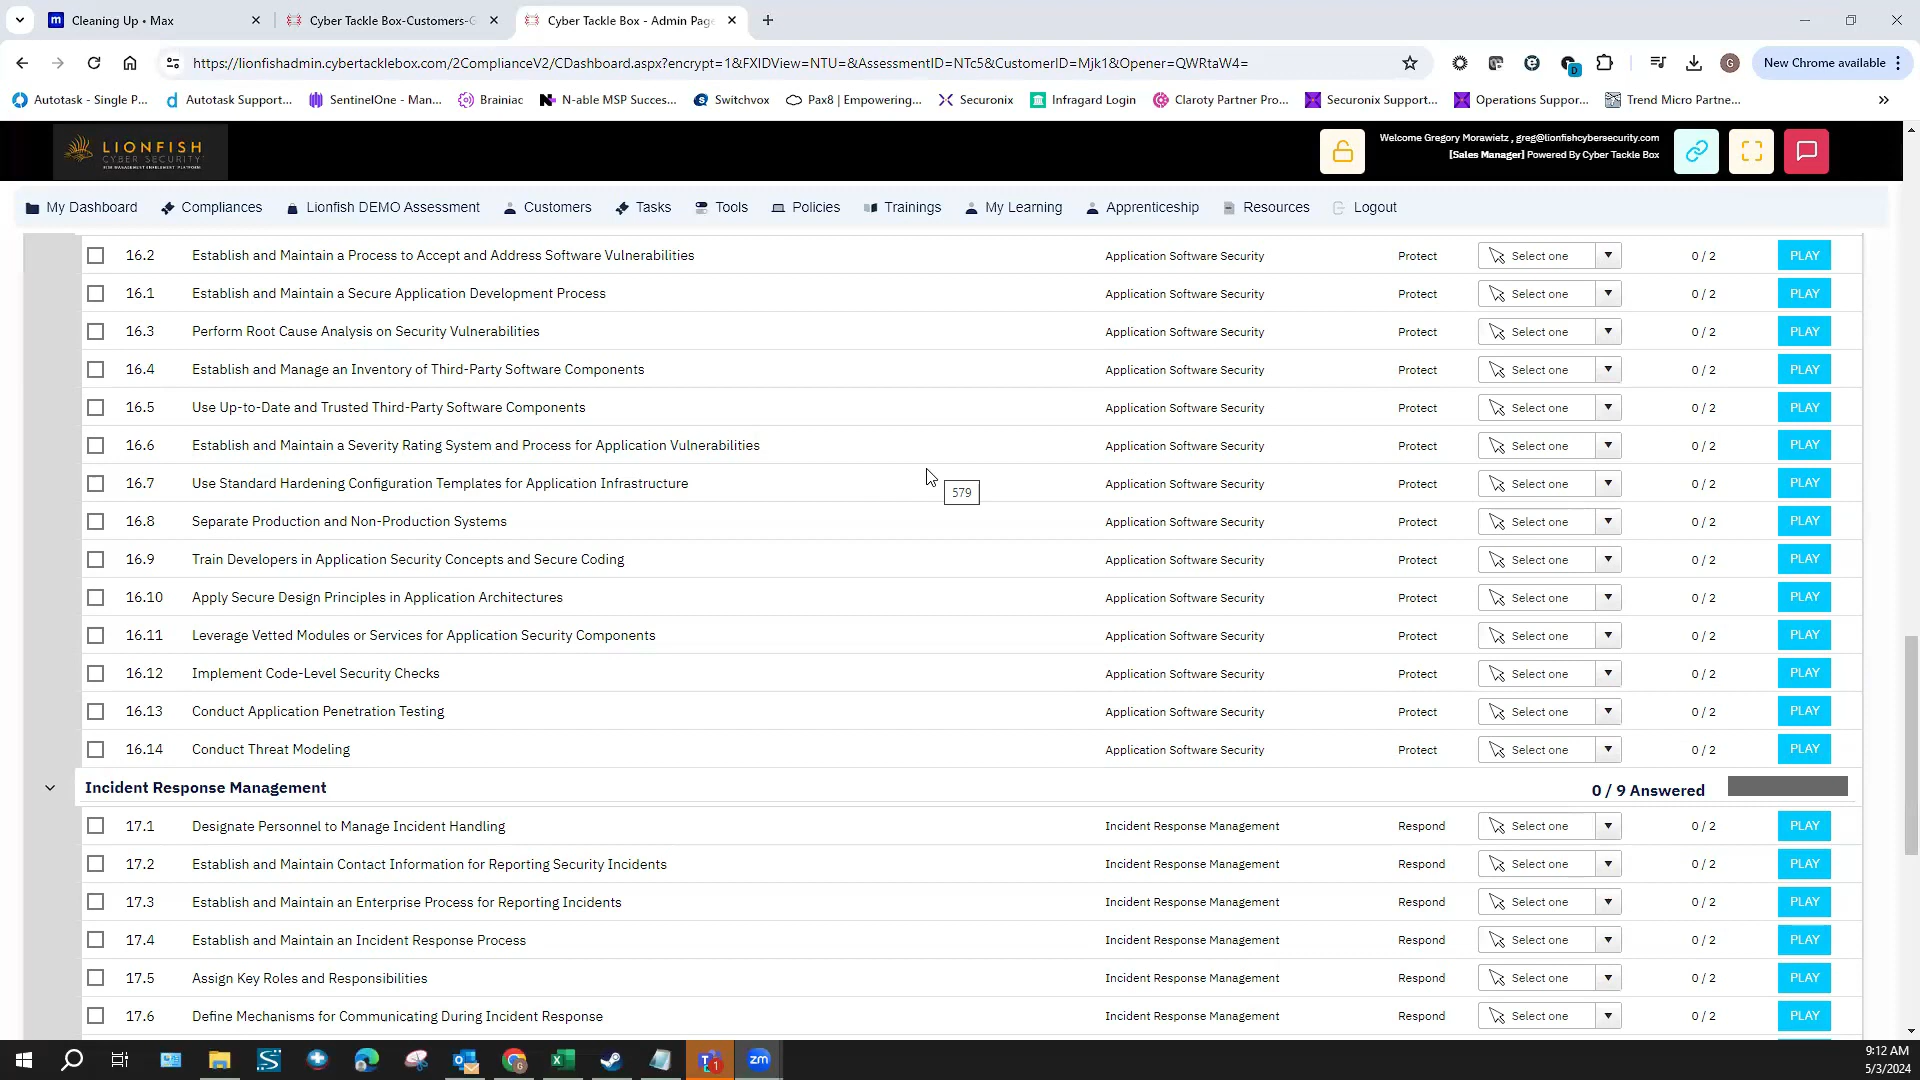 Cleaning Up • Max
Cyber Tackle Box-Customers-G
Cyber Tackle Box - Admin Page
https://lionfishadmin.cybertacklebox.com/2ComplianceV2/CDashboard.aspx?encrypt=1&FXIDView=NTU=&AssessmentID=NTc5&CustomerID=Mjk1&Opener=QWRtaW4=
New Chrome available
Autotask - Single P...
Autotask Support...
SentinelOne - Man...
Brainiac
N-able MSP Succes...
Switchvox
Pax8 | Empowering...
Securonix
Infragard Login
Claroty Partner Pro...
Securonix Support...
Operations Suppor...
Trend Micro Partne...
LIONFISH
CYBER SECURITY
Welcome Gregory Morawietz , greg@lionfishcybersecurity.com
[Sales Manager] Powered By Cyber Tackle Box
My Dashboard Compliances Lionfish DEMO Assessment Customers Tasks Tools Policies Trainings My Learning Apprenticeship Resources Logout
16.2 Establish and Maintain a Process to Accept and Address Software Vulnerabilities Application Software Security Protect Select one 0 / 2 PLAY
16.1 Establish and Maintain a Secure Application Development Process Application Software Security Protect Select one 0 / 2 PLAY
16.3 Perform Root Cause Analysis on Security Vulnerabilities Application Software Security Protect Select one 0 / 2 PLAY
16.4 Establish and Manage an Inventory of Third-Party Software Components Application Software Security Protect Select one 0 / 2 PLAY
16.5 Use Up-to-Date and Trusted Third-Party Software Components Application Software Security Protect Select one 0 / 2 PLAY
16.6 Establish and Maintain a Severity Rating System and Process for Application Vulnerabilities Application Software Security Protect Select one 0 / 2 PLAY
16.7 Use Standard Hardening Configuration Templates for Application Infrastructure Application Software Security Protect Select one 0 / 2 PLAY
579
16.8 Separate Production and Non-Production Systems Application Software Security Protect Select one 0 / 2 PLAY
16.9 Train Developers in Application Security Concepts and Secure Coding Application Software Security Protect Select one 0 / 2 PLAY
16.10 Apply Secure Design Principles in Application Architectures Application Software Security Protect Select one 0 / 2 PLAY
16.11 Leverage Vetted Modules or Services for Application Security Components Application Software Security Protect Select one 0 / 2 PLAY
16.12 Implement Code-Level Security Checks Application Software Security Protect Select one 0 / 2 PLAY
16.13 Conduct Application Penetration Testing Application Software Security Protect Select one 0 / 2 PLAY
16.14 Conduct Threat Modeling Application Software Security Protect Select one 0 / 2 PLAY
Incident Response Management 0 / 9 Answered
17.1 Designate Personnel to Manage Incident Handling Incident Response Management Respond Select one 0 / 2 PLAY
17.2 Establish and Maintain Contact Information for Reporting Security Incidents Incident Response Management Respond Select one 0 / 2 PLAY
17.3 Establish and Maintain an Enterprise Process for Reporting Incidents Incident Response Management Respond Select one 0 / 2 PLAY
17.4 Establish and Maintain an Incident Response Process Incident Response Management Respond Select one 0 / 2 PLAY
17.5 Assign Key Roles and Responsibilities Incident Response Management Respond Select one 0 / 2 PLAY
17.6 Define Mechanisms for Communicating During Incident Response Incident Response Management Respond Select one 0 / 2 PLAY
zm
9:12 AM
5/3/2024